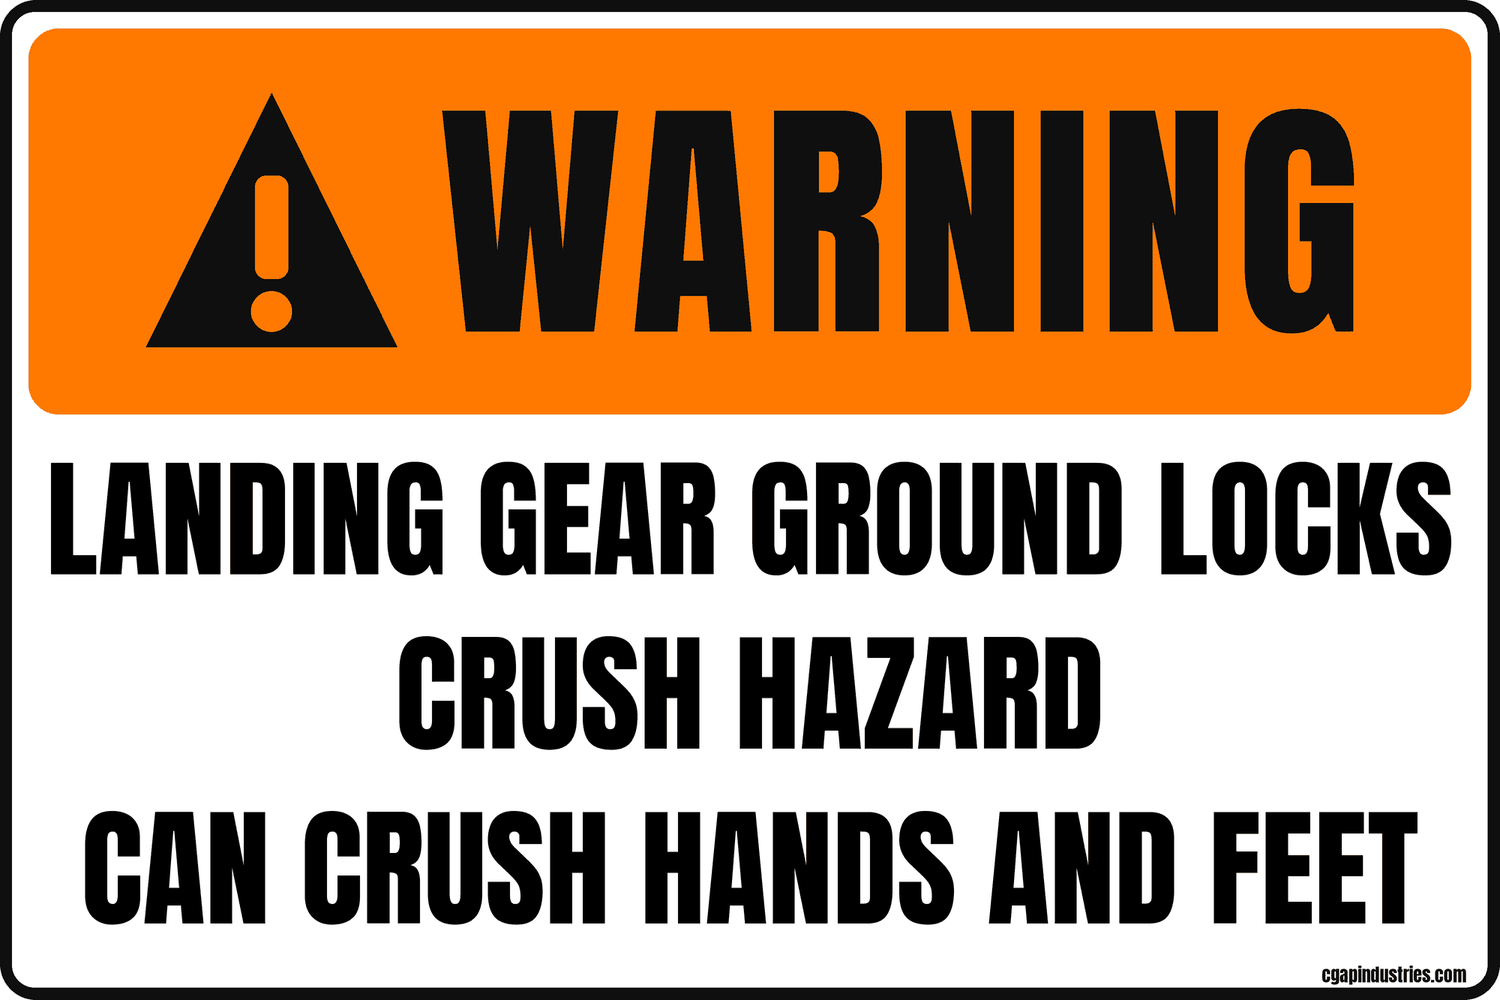 WARNING
LANDING GEAR GROUND LOCKS
CRUSH HAZARD
CAN CRUSH HANDS AND FEET
cgapindustries.com